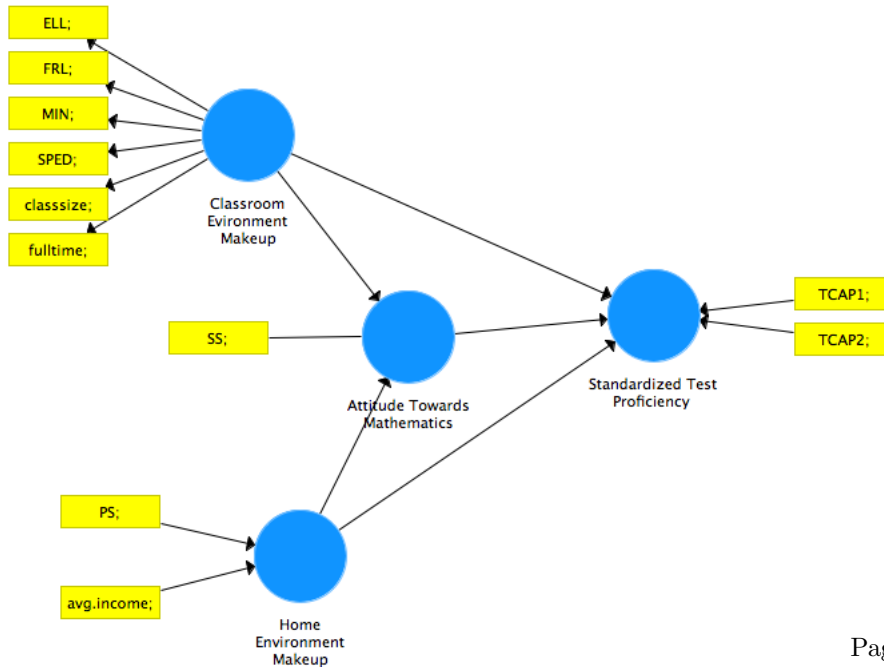 ELL;
FRL;
MIN;
SPED;
classsize;
fulltime;
Classroom
Evironment
Makeup
SS;
Attitude Towards
Mathematics
TCAP1;
TCAP2;
Standardized Test
Proficiency
PS;
avg.income;
Home
Environment
Makeup
Pag